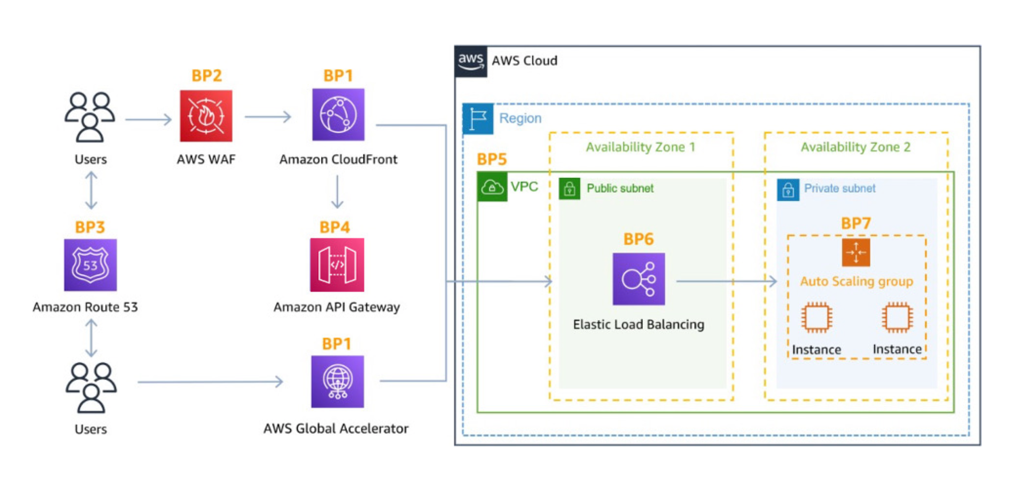 aws
AWS Cloud
BP2
BP1
Users
AWS WAF
Amazon CloudFront
Region
BP5
VPC
Availability Zone 1
Availability Zone 2
Public subnet
Private subnet
BP3
53
Amazon Route 53
BP4
</>
Amazon API Gateway
BP6
Elastic Load Balancing
BP7
Auto Scaling group
Instance
Instance
Users
BP1
AWS Global Accelerator